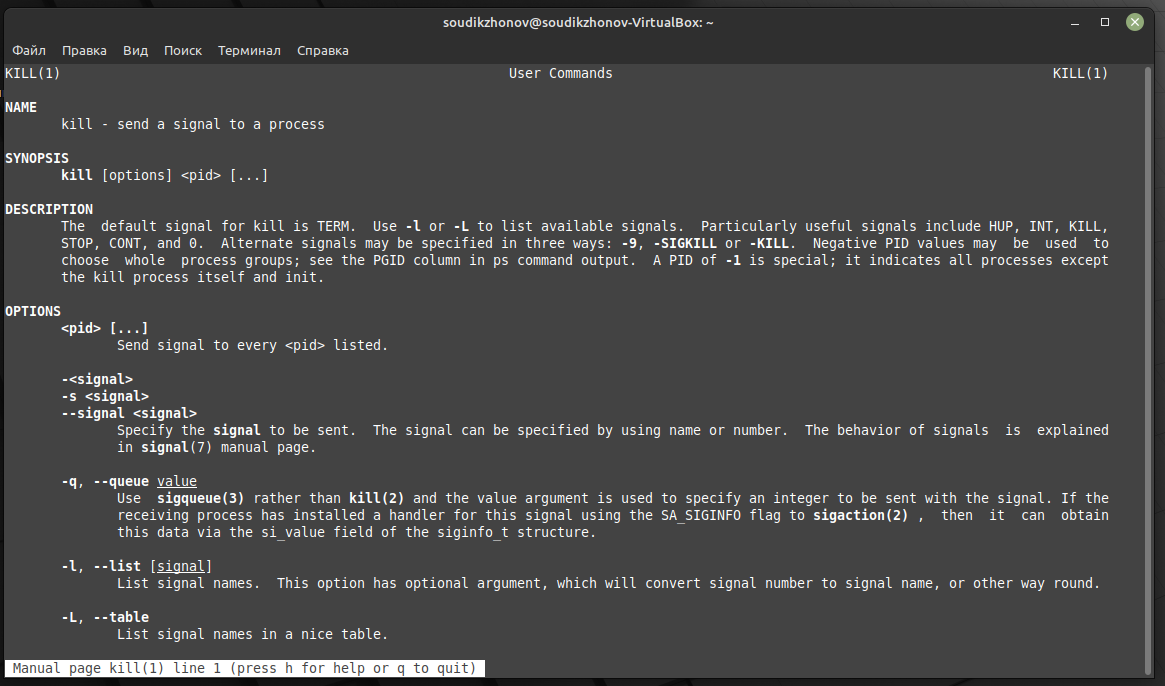 soudikzhonov@soudikzhonov-VirtualBox: ~
Файл Правка Вид Поиск Терминал Справка
KILL(1) User Commands KILL(1)
NAME
kill - send a signal to a process
SYNOPSIS
kill [options] <pid> [...]
DESCRIPTION
The default signal for kill is TERM. Use -l or -L to list available signals. Particularly useful signals include HUP, INT, KILL,
STOP, CONT, and 0. Alternate signals may be specified in three ways: -9, -SIGKILL or -KILL. Negative PID values may be used to
choose whole process groups; see the PGID column in ps command output. A PID of -1 is special; it indicates all processes except
the kill process itself and init.
OPTIONS
<pid> [...]
Send signal to every <pid> listed.
-<signal>
-s <signal>
--signal <signal>
Specify the signal to be sent. The signal can be specified by using name or number. The behavior of signals is explained
in signal(7) manual page.
-q, --queue value
Use sigqueue(3) rather than kill(2) and the value argument is used to specify an integer to be sent with the signal. If the
receiving process has installed a handler for this signal using the SA_SIGINFO flag to sigaction(2) , then it can obtain
this data via the si_value field of the siginfo_t structure.
-l, --list [signal]
List signal names. This option has optional argument, which will convert signal number to signal name, or other way round.
-L, --table
List signal names in a nice table.
Manual page kill(1) line 1 (press h for help or q to quit)